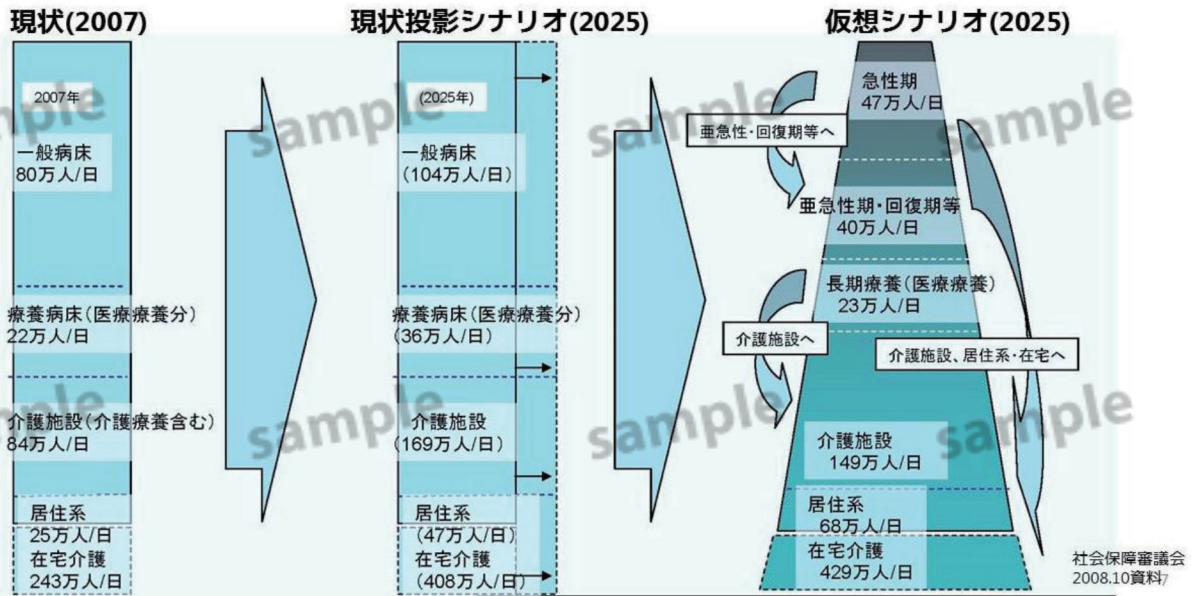 現状(2007)
現状投影シナリオ(2025)
仮想シナリオ(2025)
2007年
一般病床
80万人/日
療養病床(医療療養分)
22万人/日
介護施設(介護療養含む)
84万人/日
居住系
25万人/日
在宅介護
243万人/日
(2025年)
一般病床
(104万人/日)
療養病床(医療療養分)
(36万人/日)
介護施設
(169万人/日)
居住系
(47万人/日)
在宅介護
(408万人/日)
急性期
47万人/日
亜急性・回復期等へ
亜急性期・回復期等
40万人/日
長期療養(医療療養)
23万人/日
介護施設へ
介護施設、居住系・在宅へ
介護施設
149万人/日
居住系
68万人/日
在宅介護
429万人/日
社会保障審議会
2008.10資料7
sample
sample
sample
sample
sample
sample
sample
sample